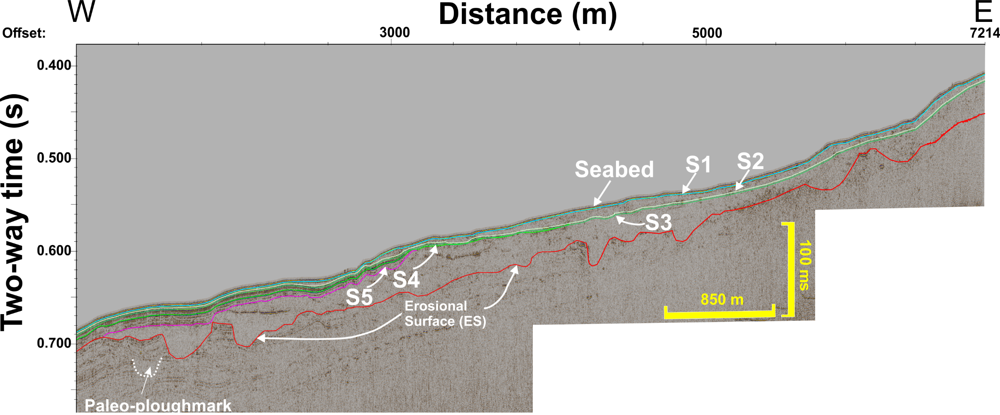 W
Distance (m)
E
Offset:
3000
5000
7214
Two-way time (s)
0.400
0.500
0.600
0.700
Seabed
S1
S2
S3
S4
S5
Erosional
Surface (ES)
850 m
100 ms
Paleo-ploughmark